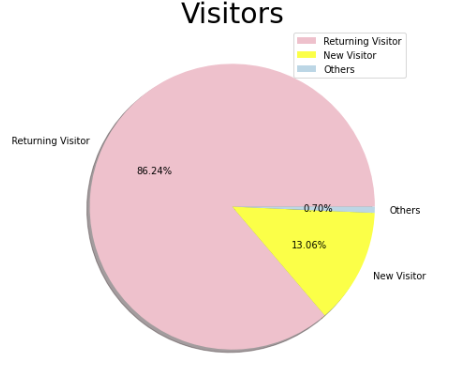 Visitors
Returning Visitor
New Visitor
Others
Returning Visitor
86.24%
0.70%
Others
13.06%
New Visitor